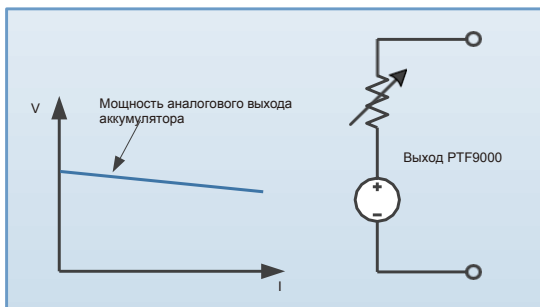 V
Мощность аналогового выхода
аккумулятора
I
Выход PTF9000
+
−